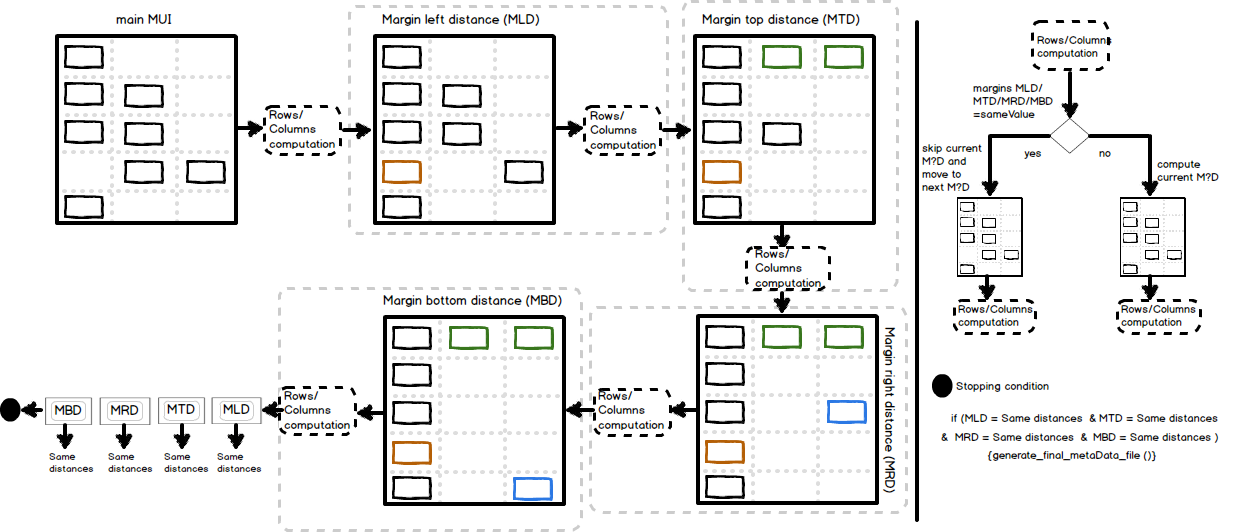 main MUI
Rows/
Columns
computation
Margin left distance (MLD)
Rows/
Columns
computation
Margin top distance (MTD)
Rows/
Columns
computation
Margin right distance (MRD)
Rows/
Columns
computation
Margin bottom distance (MBD)
Rows/
Columns
computation
MLD
MTD
MRD
MBD
Same
distances
Same
distances
Same
distances
Same
distances
Rows/Columns
computation
margins MLD/
MTD/MRD/MBD
=sameValue
yes
no
skip current
M?D and
move to
next M?D
compute
current M?D
Rows/Columns
computation
Rows/Columns
computation
Stopping condition
if (MLD = Same distances & MTD = Same distances
& MRD = Same distances & MBD = Same distances )
{generate_final_metaData_file ()}